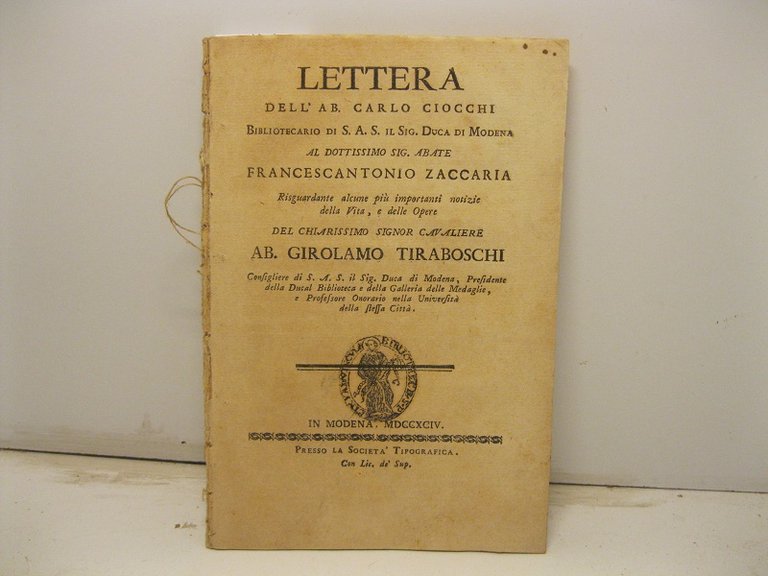 LETTERA
DELL' AB. CARLO CIOCCHI
BIBLIOTECARIO DI S. A. S. IL SIG. DUCA DI MODENA
AL DOTTISSIMO SIG. ABATE
FRANCESCANTONIO ZACCARIA
Risguardante alcune più importanti notizie
della Vita, e delle Opere
DEL CHIARISSIMO SIGNOR CAVALIERE
AB. GIROLAMO TIRABOSCHI
Consigliere di S. A. S. il Sig. Duca di Modena, Presidente
della Ducal Biblioteca e della Galleria delle Medaglie,
e Professore Onorario nella Università
della stessa Città.
IN MODENA. MDCCXCIV.
PRESSO LA SOCIETA' TIPOGRAFICA.
Con Lic. de' Sup.